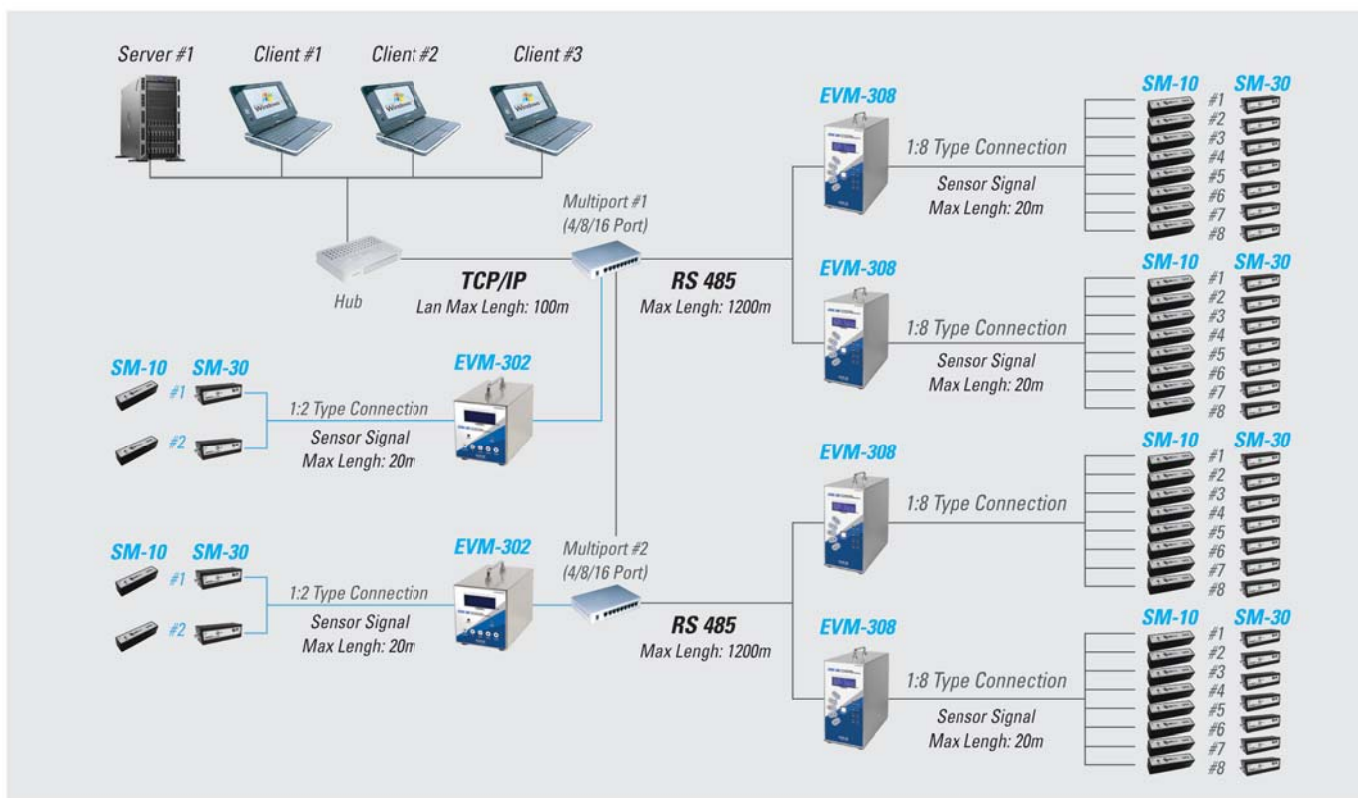 Server #1
Client #1
Client #2
Client #3
Windows
Windows
Windows
Hub
TCP/IP
Lan Max Lengh: 100m
Multiport #1
(4/8/16 Port)
RS 485
Max Lengh: 1200m
EVM-308
1:8 Type Connection
Sensor Signal
Max Lengh: 20m
SM-10
SM-30
#1
#2
#3
#4
#5
#6
#7
#8
EVM-308
1:8 Type Connection
Sensor Signal
Max Lengh: 20m
SM-10
SM-30
#1
#2
#3
#4
#5
#6
#7
#8
SM-10
SM-30
#1
#2
1:2 Type Connection
Sensor Signal
Max Lengh: 20m
EVM-302
SM-10
SM-30
#1
#2
1:2 Type Connection
Sensor Signal
Max Lengh: 20m
EVM-302
Multiport #2
(4/8/16 Port)
RS 485
Max Lengh: 1200m
EVM-308
1:8 Type Connection
SM-10
SM-30
#1
#2
#3
#4
#5
#6
#7
#8
EVM-308
1:8 Type Connection
Sensor Signal
Max Lengh: 20m
SM-10
SM-30
#1
#2
#3
#4
#5
#6
#7
#8